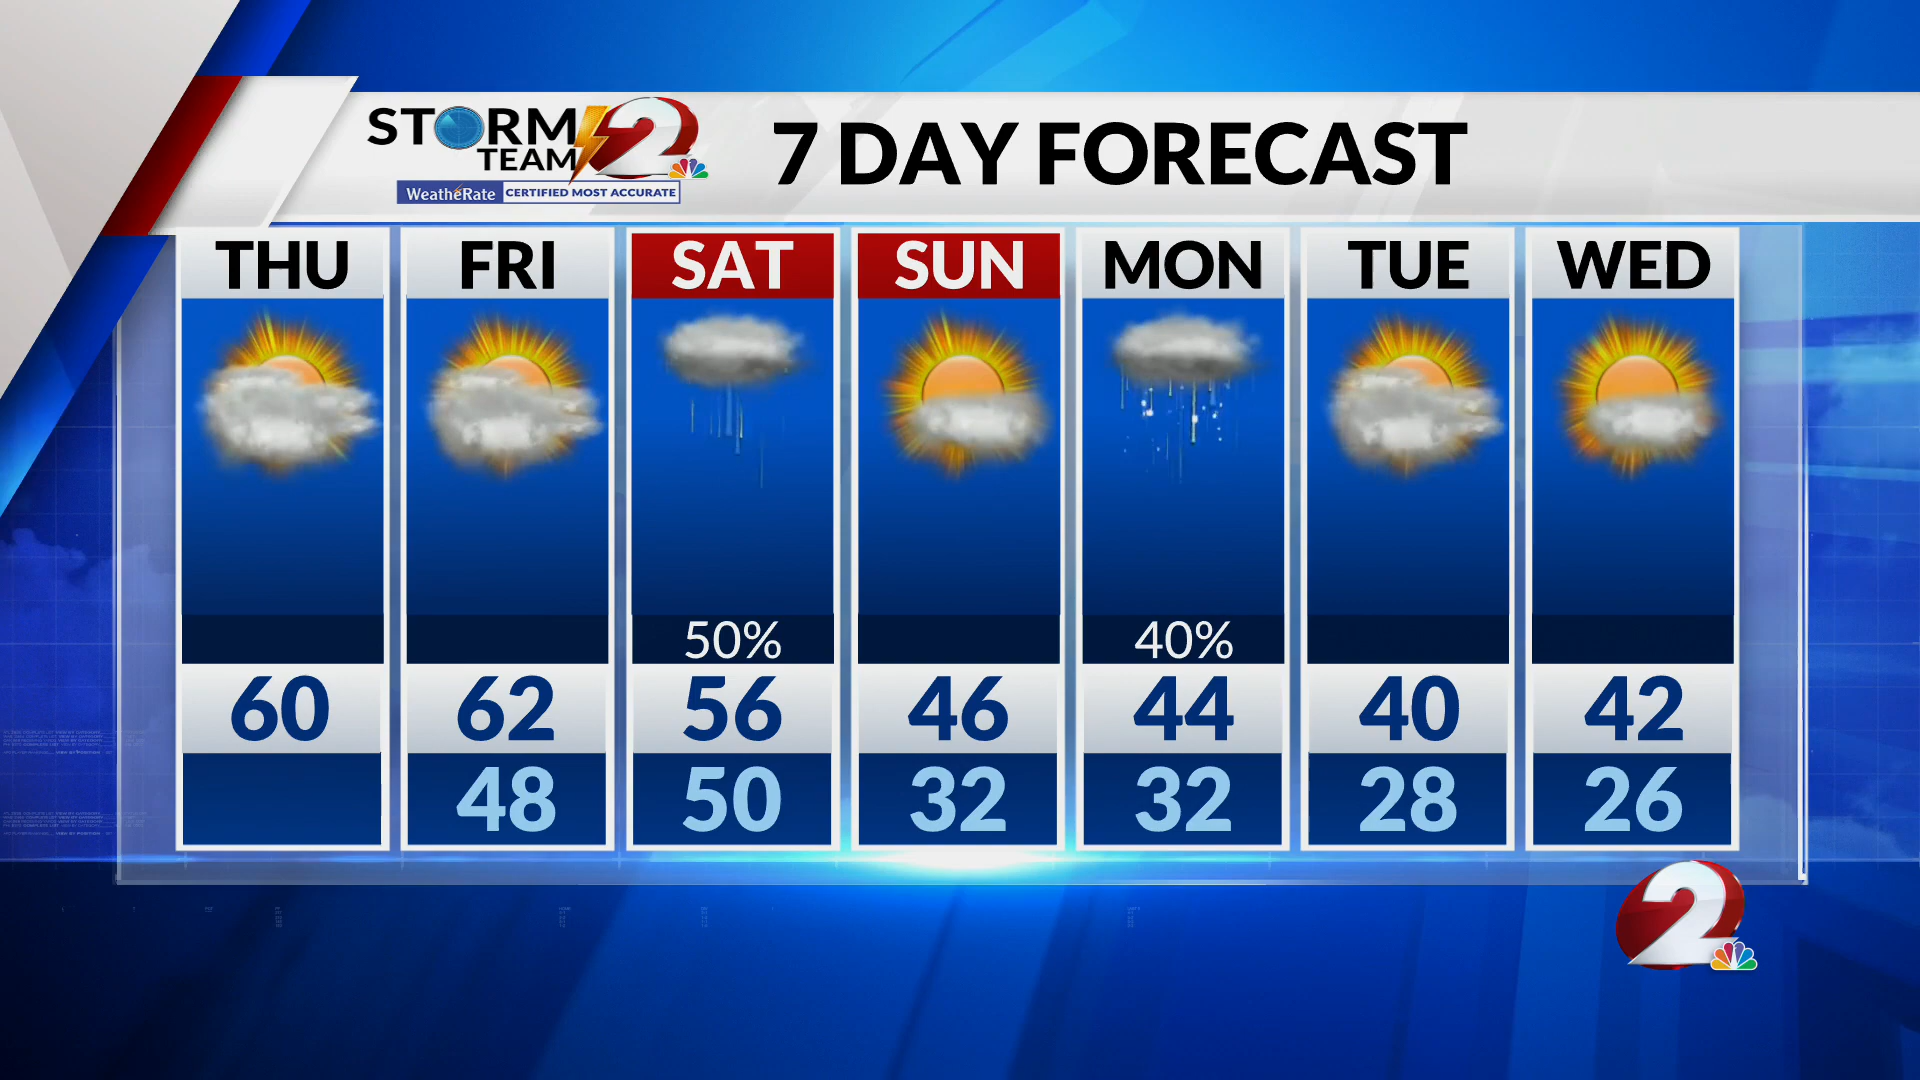 STORM
TEAM 2
WeatheRate CERTIFIED MOST ACCURATE
7 DAY FORECAST
THU FRI SAT SUN MON TUE WED
50% 40%
60 62 56 46 44 40 42
48 50 32 32 28 26
2